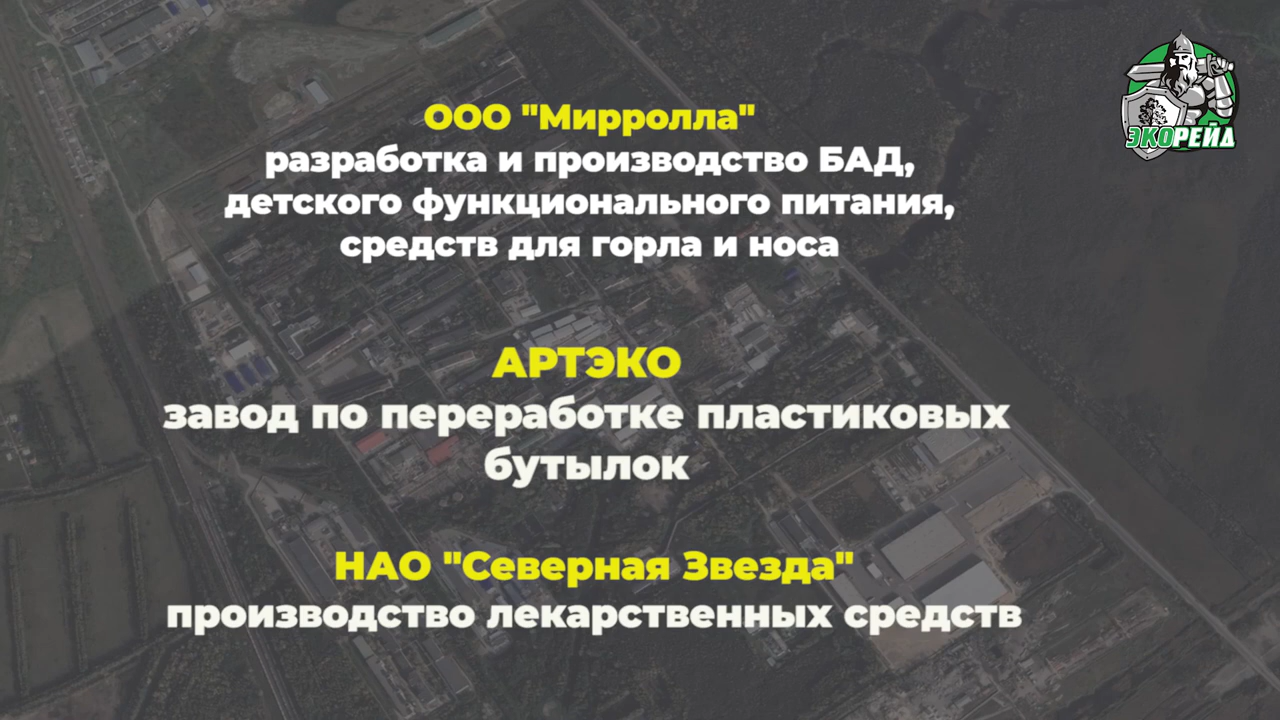 ООО "Мирролла"
разработка и производство БАД,
детского функционального питания,
средств для горла и носа
АРТЭКО
завод по переработке пластиковых
бутылок
НАО "Северная Звезда"
производство лекарственных средств
ЭКОРЕЙД